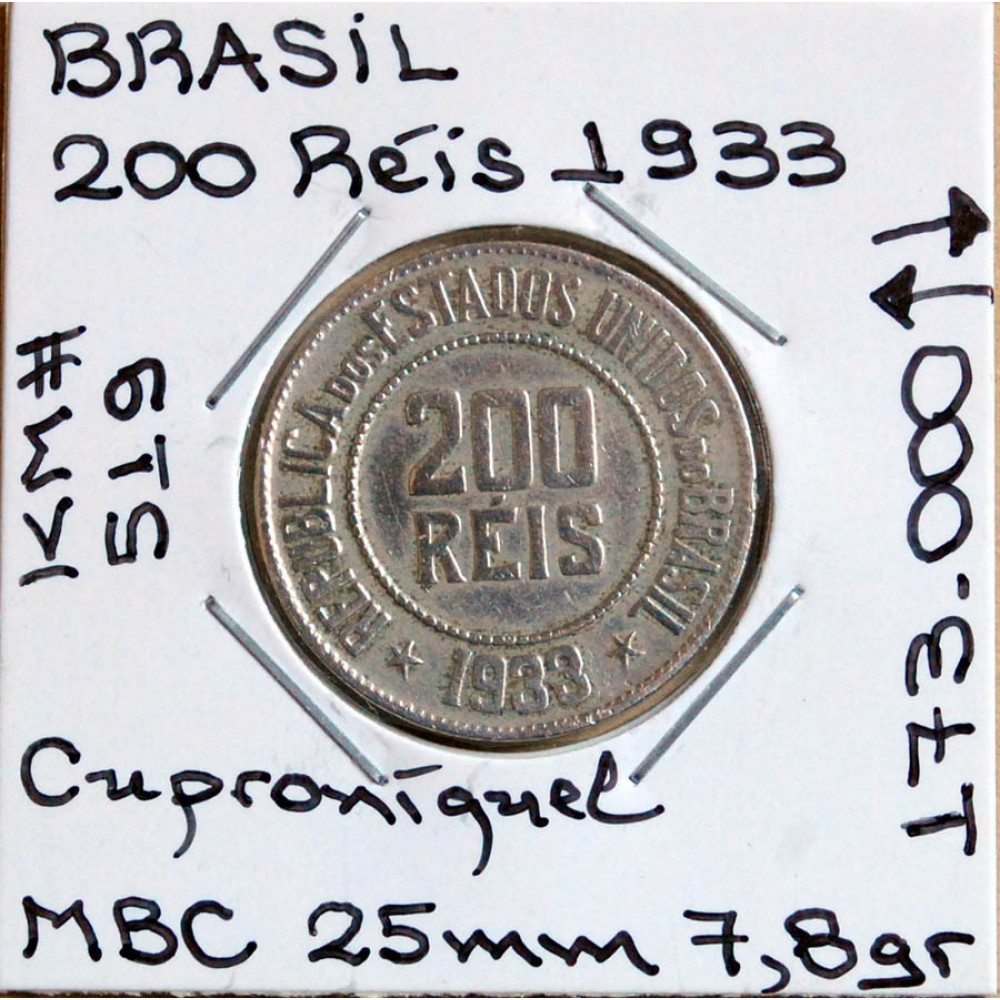 BRASIL
200 Réis 1933
KM#
519
REPUBLICA DOS ESTADOS UNIDOS DO BRASIL
200
RÉIS
★ 1933 ★
173-000 ↑↓
Cuproníquel
MBC 25mm 7,8gr